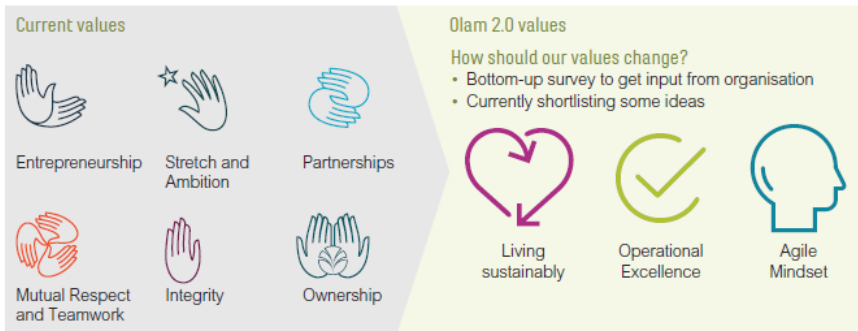 Current values
Entrepreneurship
Stretch and
Ambition
Partnerships
Mutual Respect
and Teamwork
Integrity
Ownership
Olam 2.0 values
How should our values change?
• Bottom-up survey to get input from organisation
• Currently shortlisting some ideas
Living
sustainably
Operational
Excellence
Agile
Mindset